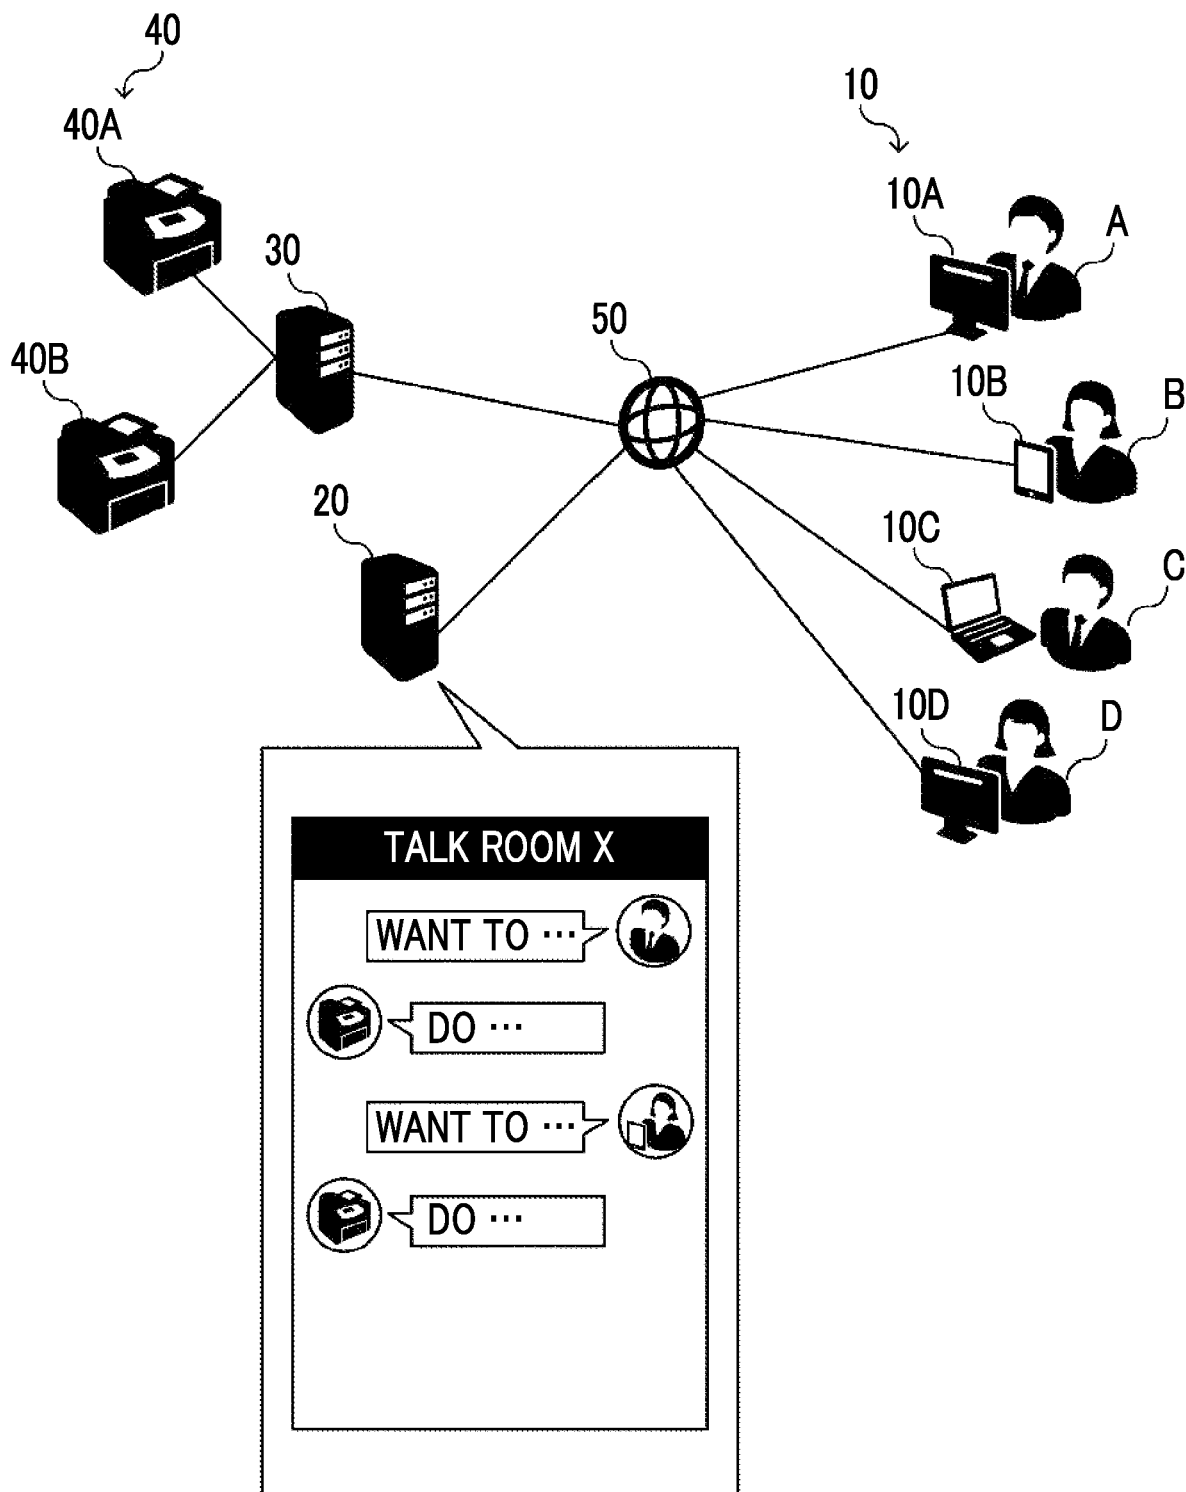 40
40A
10
10A
A
30
50
40B
10B
B
20
10C
C
10D
D
TALK ROOM X
WANT TO ···
DO ···
WANT TO ···
DO ···